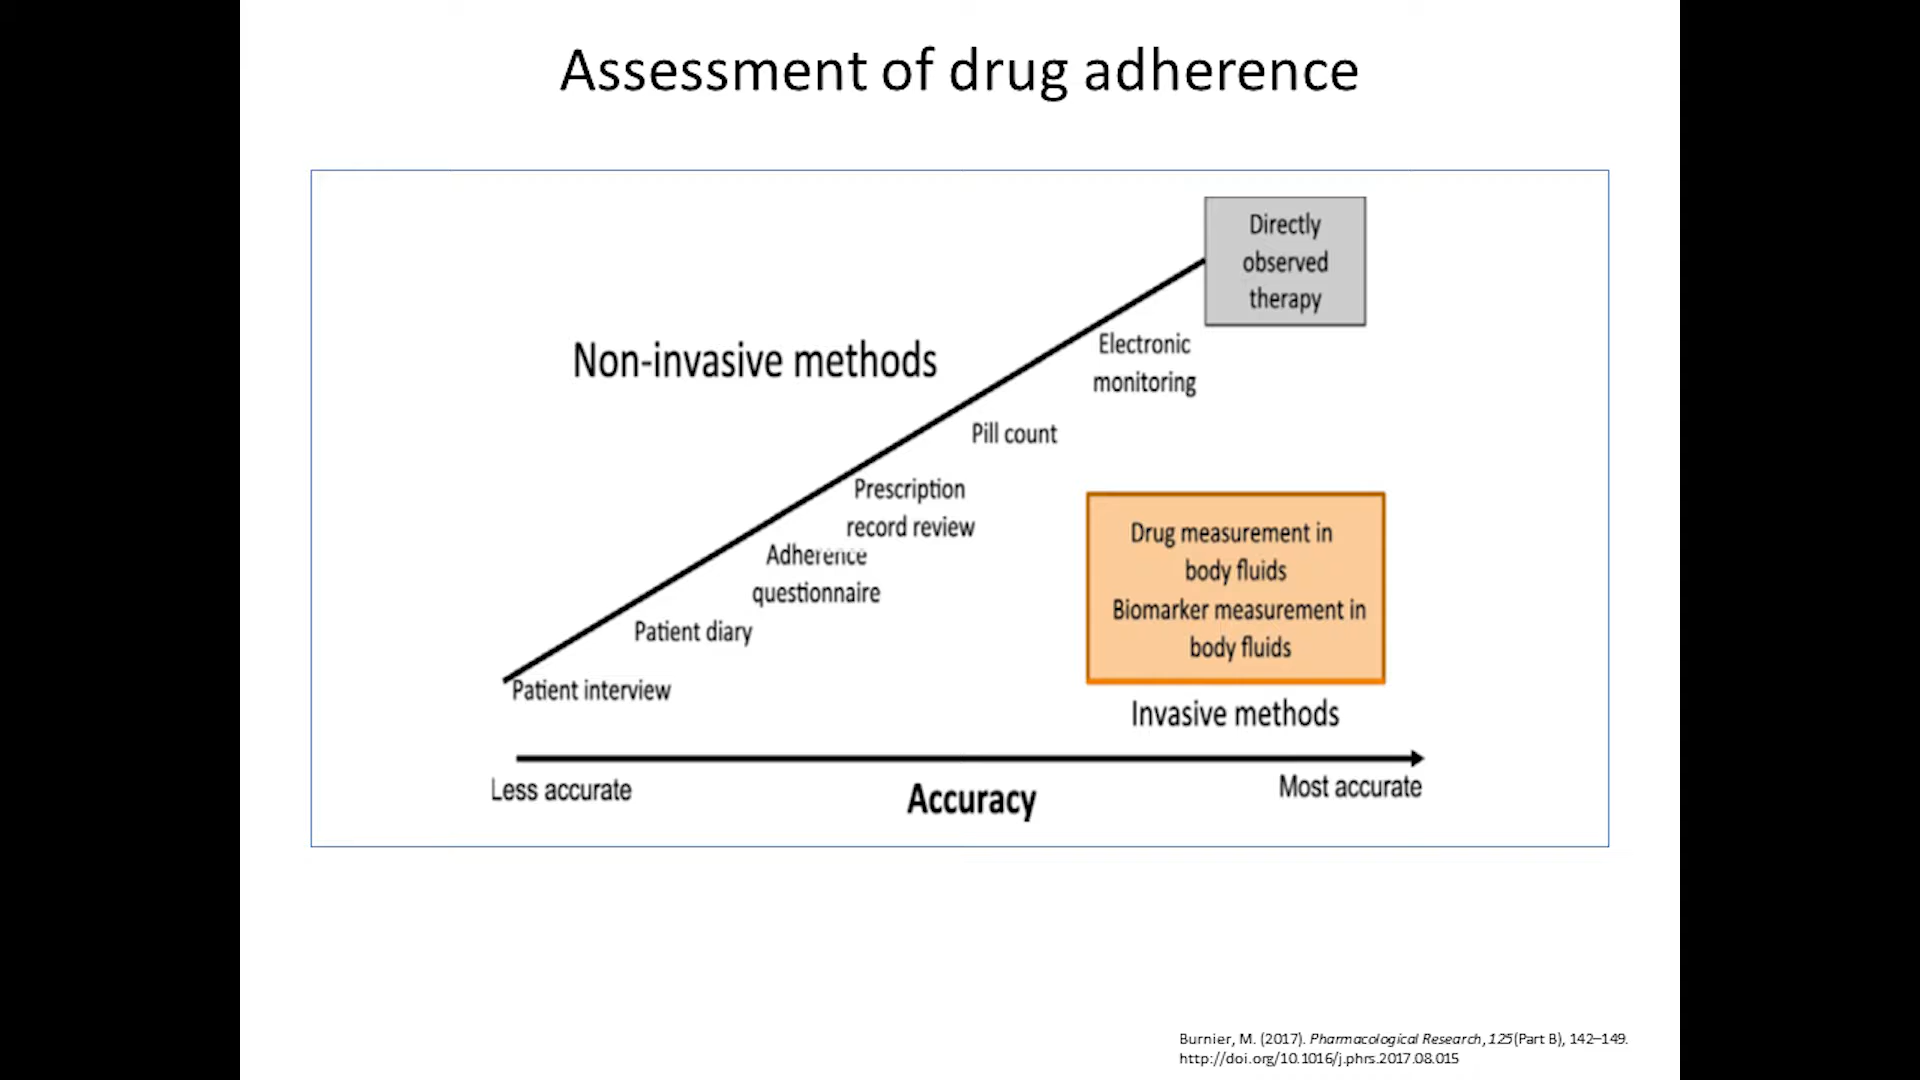 Assessment of drug adherence
Directly
observed
therapy
Non-invasive methods
Electronic
monitoring
Pill count
Prescription
record review
Adherence
questionnaire
Patient diary
Patient interview
Drug measurement in
body fluids
Biomarker measurement in
body fluids
Invasive methods
Less accurate
Accuracy
Most accurate
Burnier, M. (2017). Pharmacological Research, 125(Part B), 142–149.
http://doi.org/10.1016/j.phrs.2017.08.015